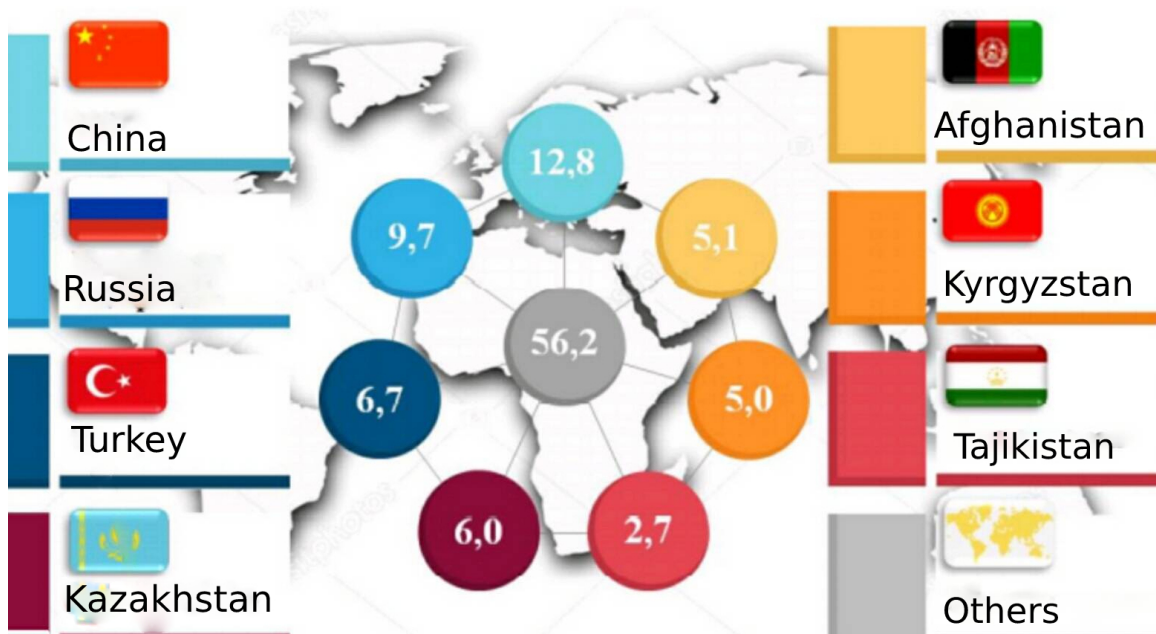 China
Russia
Turkey
Kazakhstan
12,8
9,7
5,1
56,2
6,7
5,0
6,0
2,7
Afghanistan
Kyrgyzstan
Tajikistan
Others